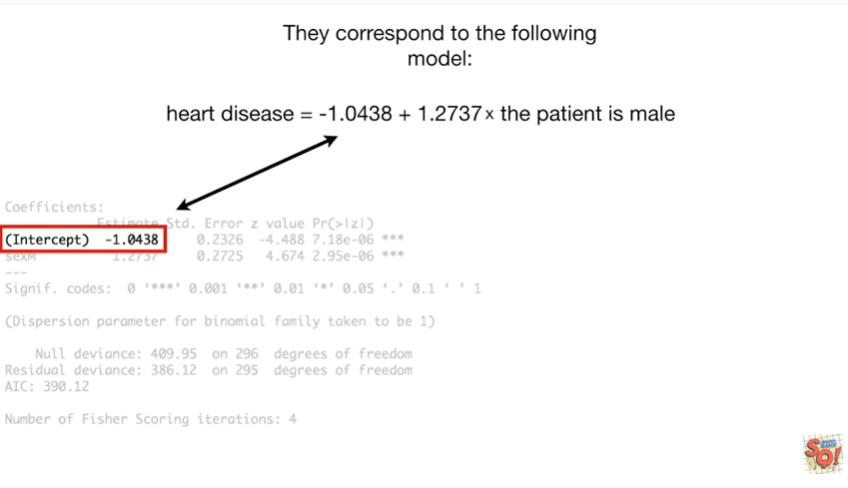 They correspond to the following
model:
heart disease = -1.0438 + 1.2737 x the patient is male
Coefficients:
Estimate Std. Error z value Pr(>|z|)
(Intercept) -1.0438 0.2326 -4.488 7.18e-06 ***
sexM 1.2737 0.2725 4.674 2.95e-06 ***
---
Signif. codes: 0 '***' 0.001 '**' 0.01 '*' 0.05 '.' 0.1 ' ' 1
(Dispersion parameter for binomial family taken to be 1)
Null deviance: 409.95 on 296 degrees of freedom
Residual deviance: 386.12 on 295 degrees of freedom
AIC: 390.12
Number of Fisher Scoring iterations: 4
SQ!